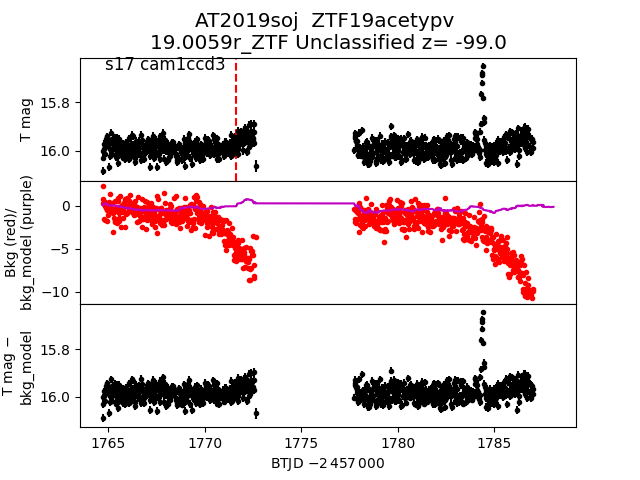 AT2019soj  ZTF19acetypv
19.0059r_ZTF Unclassified z= -99.0
s17 cam1ccd3
T mag
15.8
16.0
Bkg (red)/
bkg_model (purple)
0
−5
−10
T mag −
bkg_model
15.8
16.0
1765
1770
1775
1780
1785
BTJD −2 457 000